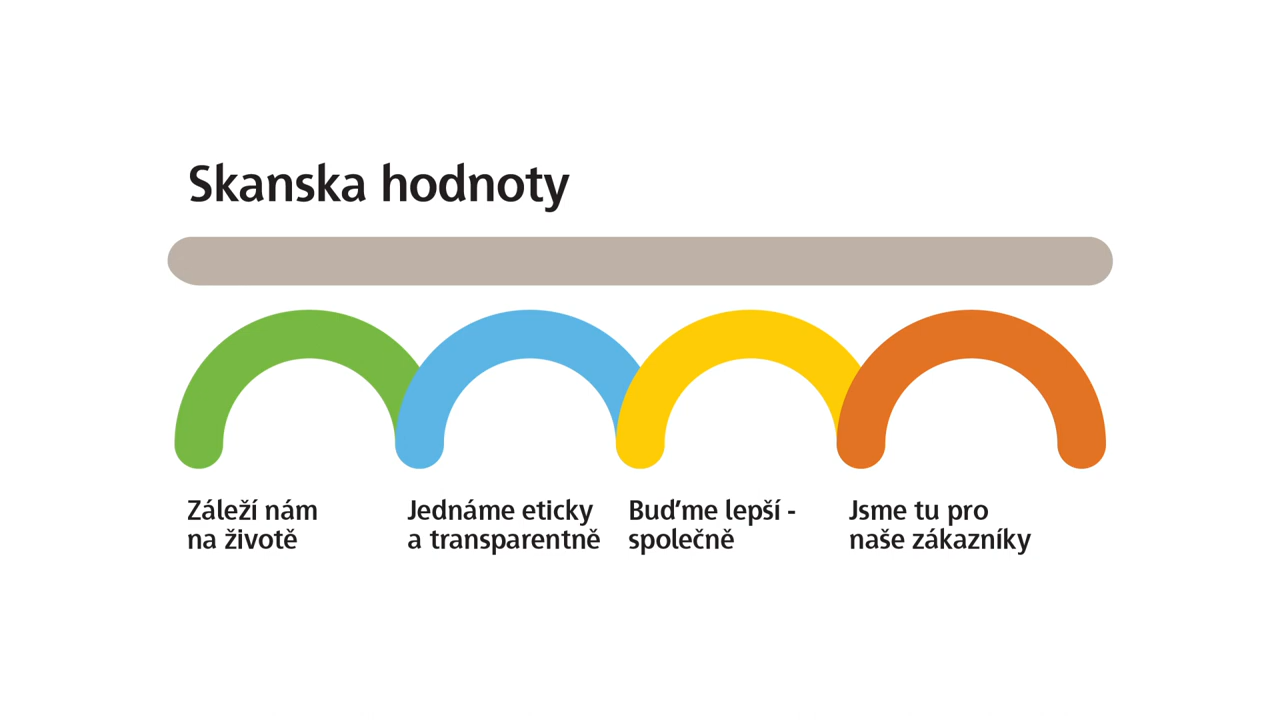 Skanska hodnoty
Záleží nám
na životě
Jednáme eticky
a transparentně
Buďme lepší -
společně
Jsme tu pro
naše zákazníky